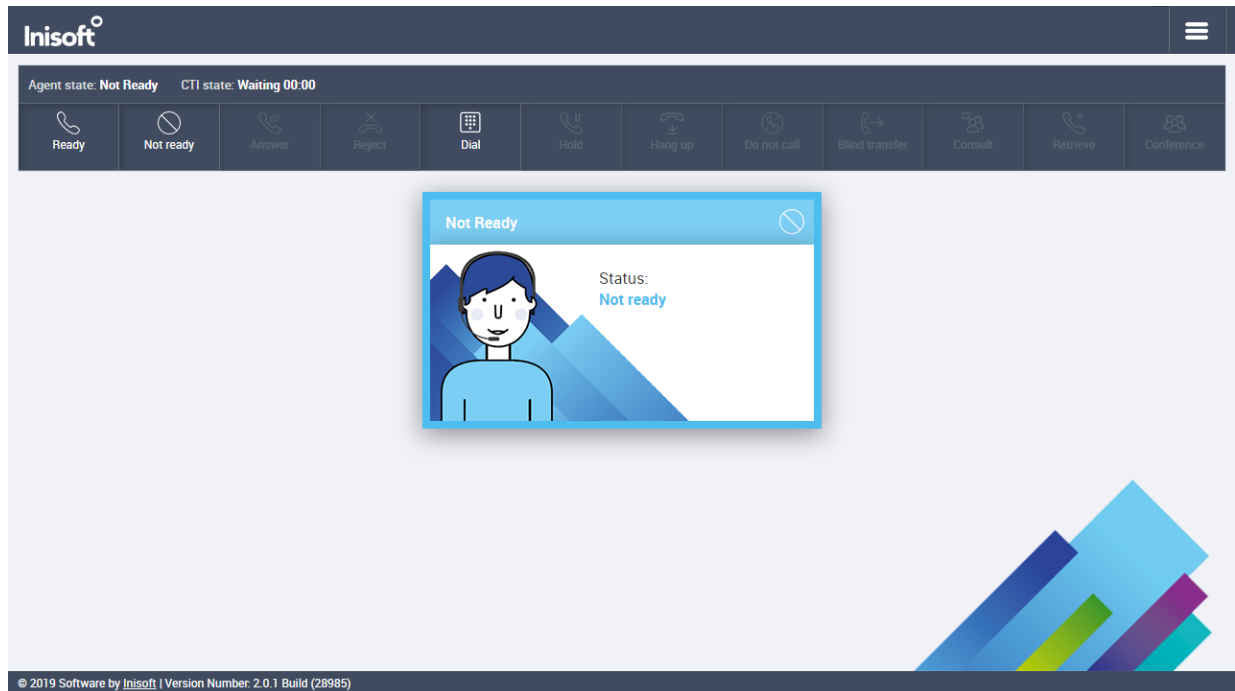 Inisoft
Agent state: Not Ready CTI state: Waiting 00:00
Ready Not ready Answer Reject Dial Hold Hang up Do not call Blind transfer Consult Retrieve Conference
Not Ready
Status:
Not ready
© 2019 Software by Inisoft | Version Number: 2.0.1 Build (28985)